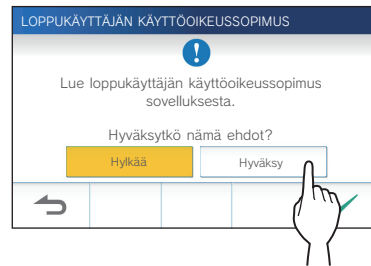 LOPPUKÄYTTÄJÄN KÄYTTÖOIKEUSSOPIMUS
Lue loppukäyttäjän käyttöoikeussopimus
sovelluksesta.
Hyväksytkö nämä ehdot?
Hylkää
Hyväksy